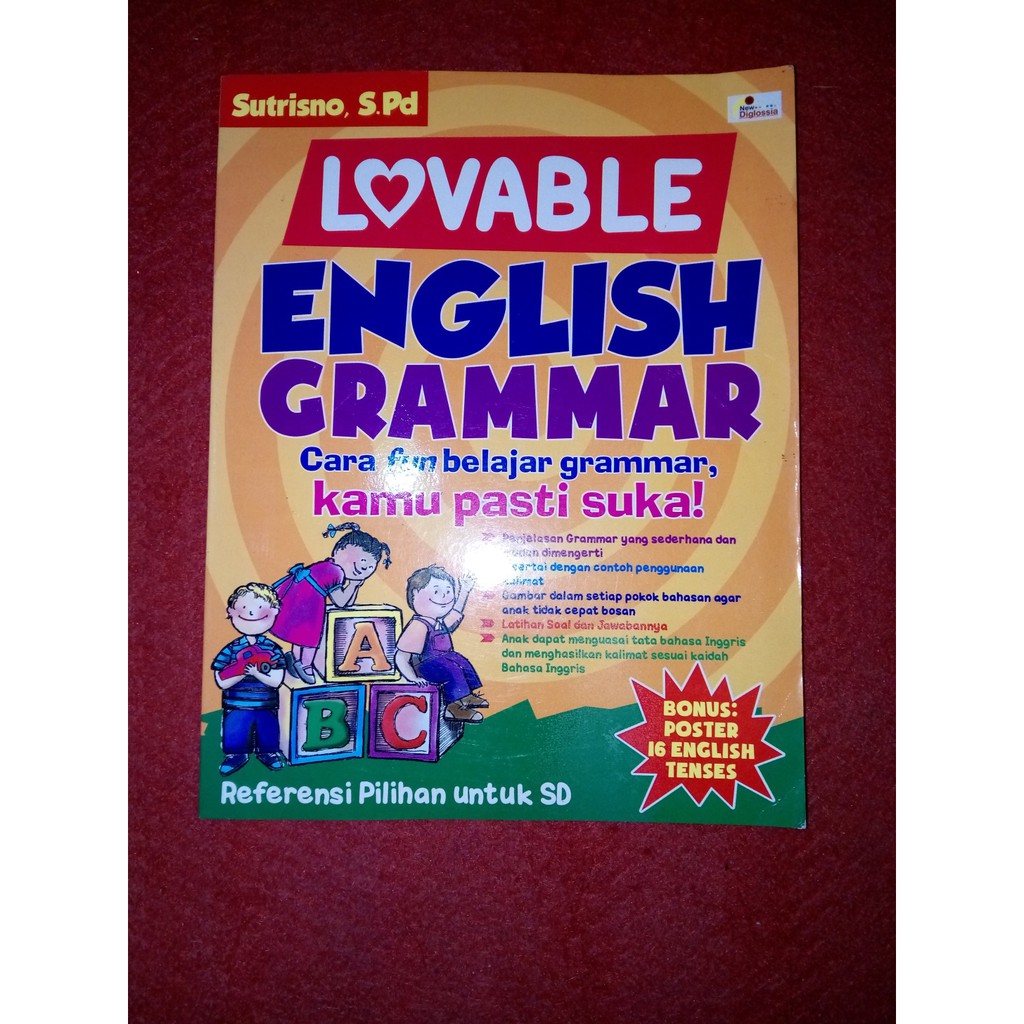 Sutrisno, S.Pd
New
Diglossia
LOVABLE
ENGLISH
GRAMMAR
Cara fun belajar grammar,
kamu pasti suka!
Penjelasan Grammar yang sederhana dan
dimengerti
dengan contoh penggunaan
Gambar dalam setiap pokok bahasan agar
anak tidak cepat bosan
Latihan Soal dan Jawabannya
Anak dapat menguasai tata bahasa Inggris
dan menghasilkan kalimat sesuai kaidah
Bahasa Inggris
A
B C
BONUS:
POSTER
16 ENGLISH
TENSES
Referensi Pilihan untuk SD